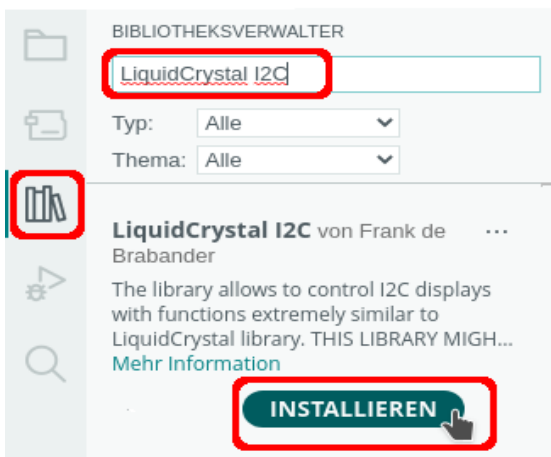 BIBLIOTHEKSVERWALTER
LiquidCrystal I2C
Typ: Alle
Thema: Alle
LiquidCrystal I2C von Frank de ...
Brabander
The library allows to control I2C displays
with functions extremely similar to
LiquidCrystal library. THIS LIBRARY MIGH...
Mehr Information
INSTALLIEREN